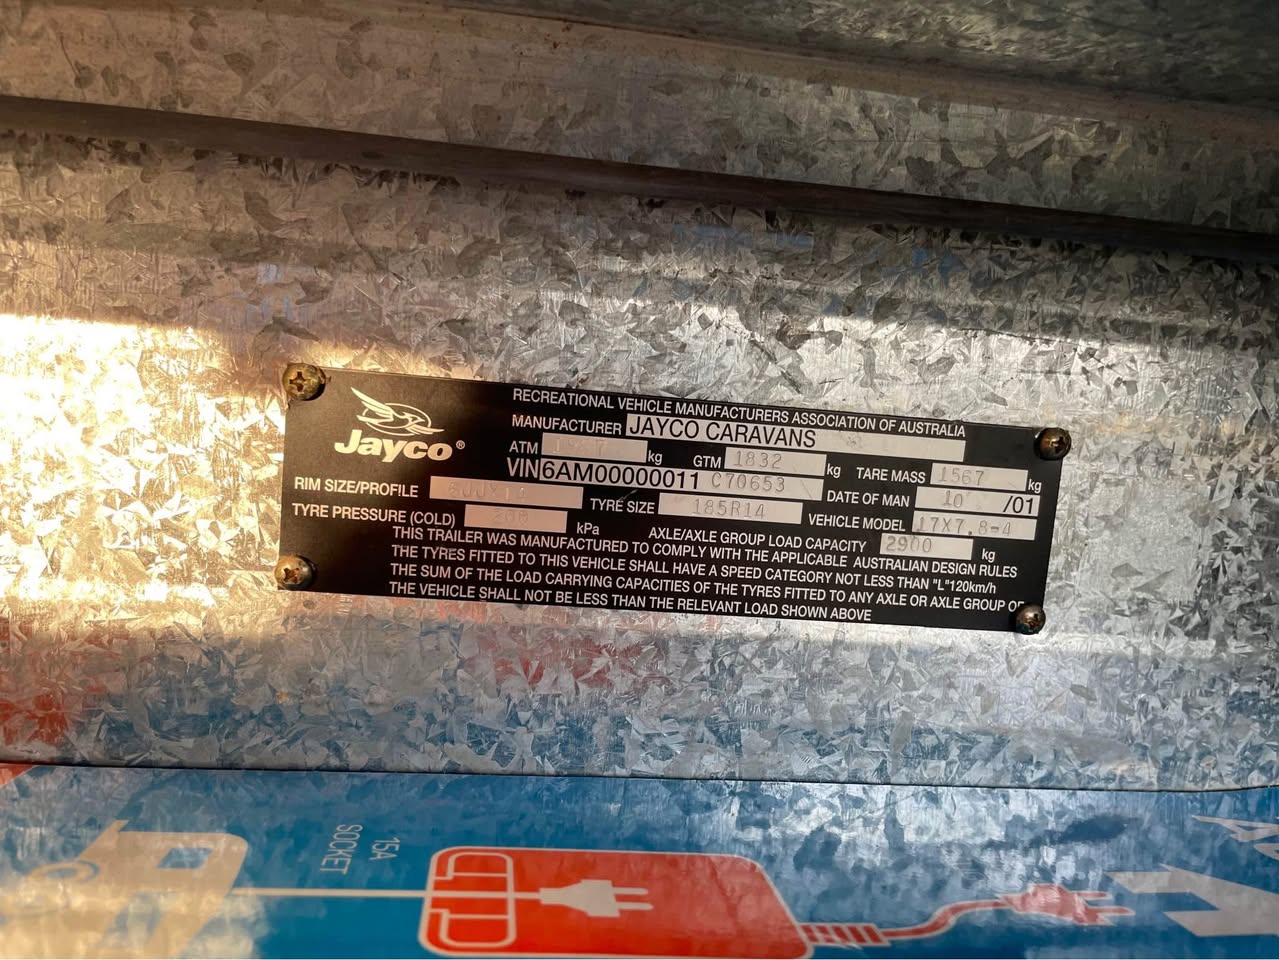 Jayco®
RECREATIONAL VEHICLE MANUFACTURERS ASSOCIATION OF AUSTRALIA
MANUFACTURER JAYCO CARAVANS
ATM kg GTM 1832 kg TARE MASS 1567 kg
VIN 6AM00000011 C70653 DATE OF MAN 10 /01
RIM SIZE/PROFILE TYRE SIZE 185R14 VEHICLE MODEL 17X7.8-4
TYRE PRESSURE (COLD) kPa AXLE/AXLE GROUP LOAD CAPACITY 2900 kg
THIS TRAILER WAS MANUFACTURED TO COMPLY WITH THE APPLICABLE AUSTRALIAN DESIGN RULES
THE TYRES FITTED TO THIS VEHICLE SHALL HAVE A SPEED CATEGORY NOT LESS THAN "L"120km/h
THE SUM OF THE LOAD CARRYING CAPACITIES OF THE TYRES FITTED TO ANY AXLE OR AXLE GROUP OF
THE VEHICLE SHALL NOT BE LESS THAN THE RELEVANT LOAD SHOWN ABOVE
15A
SOCKET